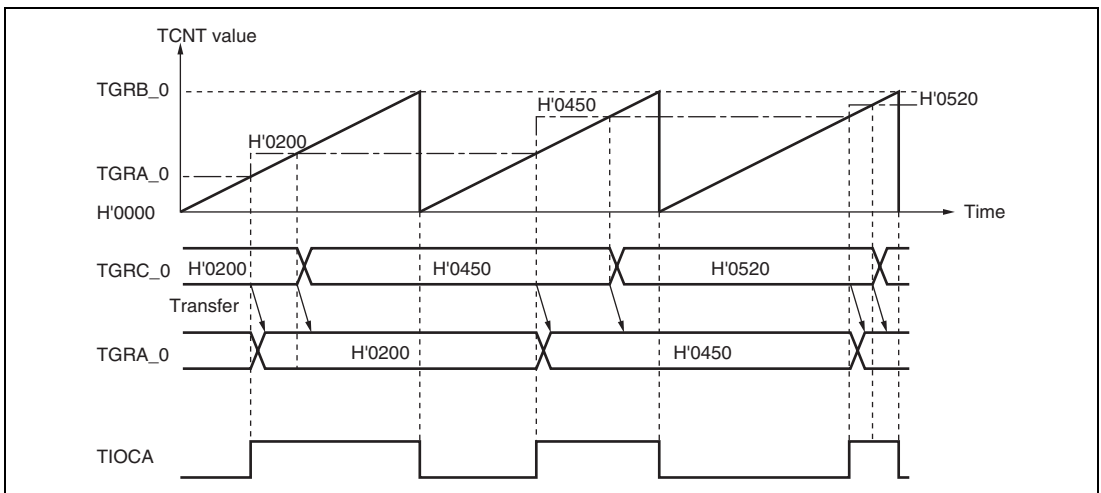 TCNT value
TGRB_0
H'0520
H'0450
H'0200
TGRA_0
H'0000
Time
TGRC_0
H'0200
H'0450
H'0520
Transfer
TGRA_0
H'0200
H'0450
TIOCA